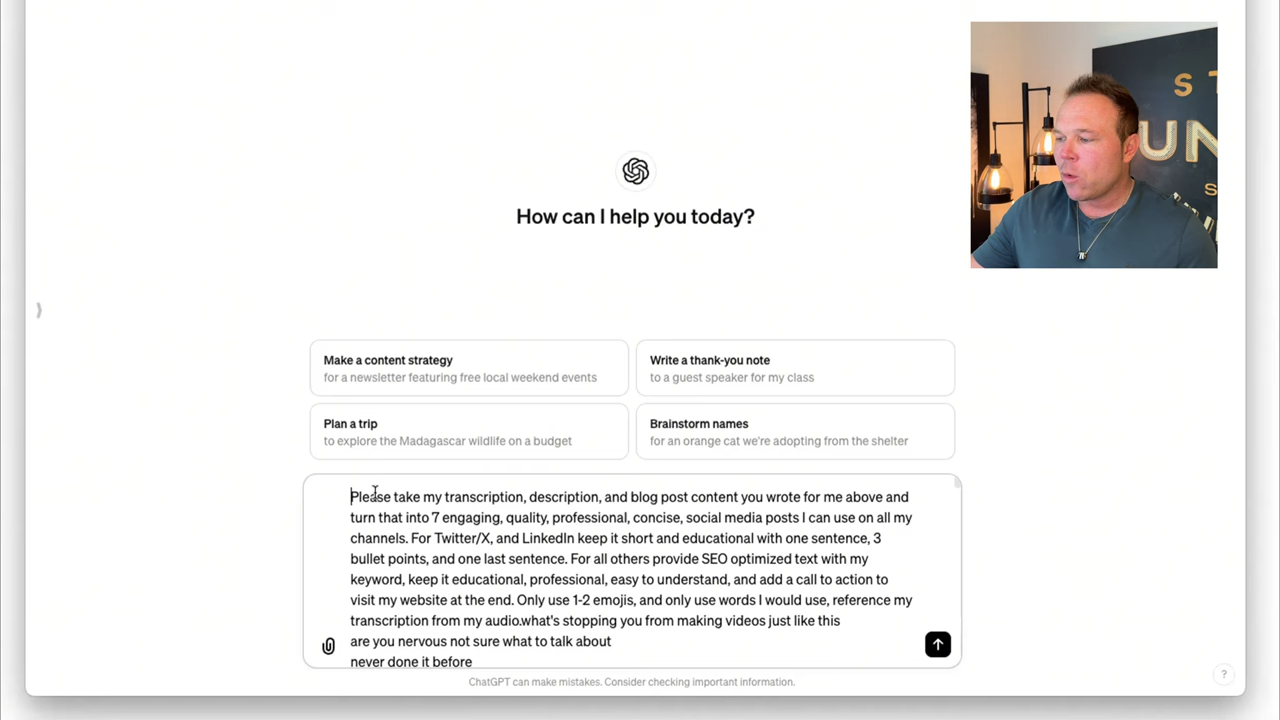 S T
UN
S
How can I help you today?
Make a content strategy
for a newsletter featuring free local weekend events
Write a thank-you note
to a guest speaker for my class
Plan a trip
to explore the Madagascar wildlife on a budget
Brainstorm names
for an orange cat we're adopting from the shelter
Please take my transcription, description, and blog post content you wrote for me above and
turn that into 7 engaging, quality, professional, concise, social media posts I can use on all my
channels. For Twitter/X, and LinkedIn keep it short and educational with one sentence, 3
bullet points, and one last sentence. For all others provide SEO optimized text with my
keyword, keep it educational, professional, easy to understand, and add a call to action to
visit my website at the end. Only use 1-2 emojis, and only use words I would use, reference my
transcription from my audio.what's stopping you from making videos just like this
are you nervous not sure what to talk about
never done it before
ChatGPT can make mistakes. Consider checking important information.
?